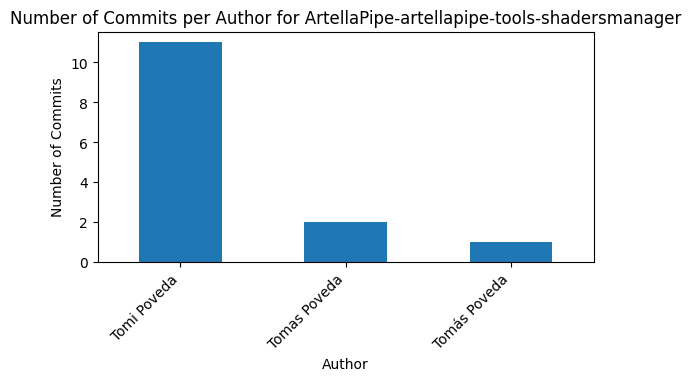 Number of Commits per Author for ArtellaPipe-artellapipe-tools-shadersmanager
Number of Commits
10
8
6
4
2
0
Tomi Poveda
Tomas Poveda
Tomás Poveda
Author